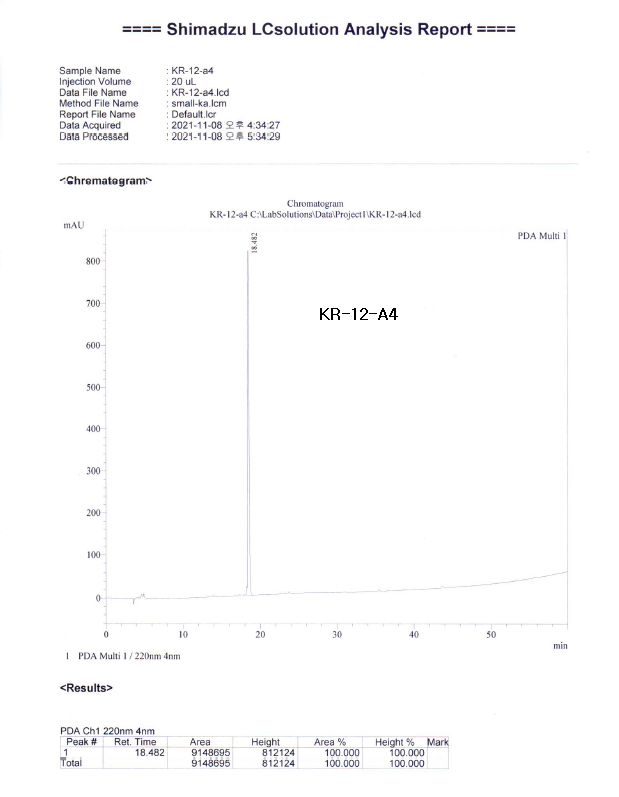 ==== Shimadzu LCsolution Analysis Report ====
Sample Name : KR-12-a4
Injection Volume : 20 uL
Data File Name : KR-12-a4.lcd
Method File Name : small-ka.lcm
Report File Name : Default.lcr
Data Acquired : 2021-11-08 오후 4:34:27
Data Processed : 2021-11-08 오후 5:34:29
<Chromatogram>
Chromatogram
KR-12-a4 C:\LabSolutions\Data\Project1\KR-12-a4.lcd
mAU
PDA Multi 1
18.482
KR-12-A4
800
700
600
500
400
300
200
100
0
0 10 20 30 40 50
min
1 PDA Multi 1 / 220nm 4nm
<Results>
PDA Ch1 220nm 4nm
Peak # Ret. Time Area Height Area % Height % Mark
1 18.482 9148695 812124 100.000 100.000
Total 9148695 812124 100.000 100.000